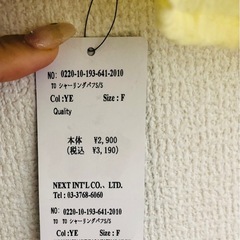 NO: 0220-10-193-641-2010
TO シャーリングパフS/S
Col:YE Size: F
Quality
本体 ¥2,900
(税込 ¥3,190)
NEXT INT'L CO., LTD.
Tel: 03-3768-6060
NO: 0220-10-193-641-2010
TO シャーリングパフS/S
Col:YE Size: F